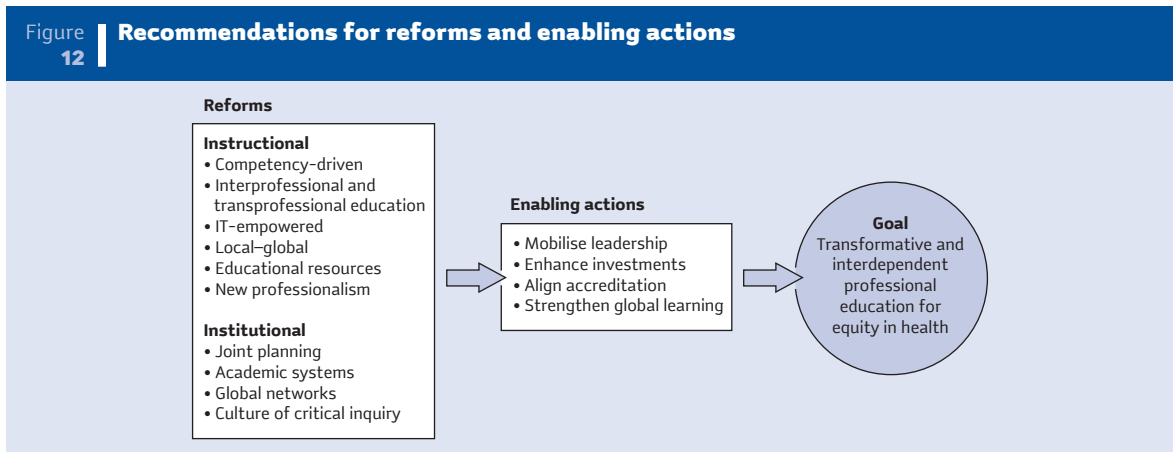 Figure
12
Recommendations for reforms and enabling actions
Reforms
Instructional
• Competency-driven
• Interprofessional and
transprofessional education
• IT-empowered
• Local–global
• Educational resources
• New professionalism
Institutional
• Joint planning
• Academic systems
• Global networks
• Culture of critical inquiry
Enabling actions
• Mobilise leadership
• Enhance investments
• Align accreditation
• Strengthen global learning
Goal
Transformative and
interdependent
professional
education for
equity in health